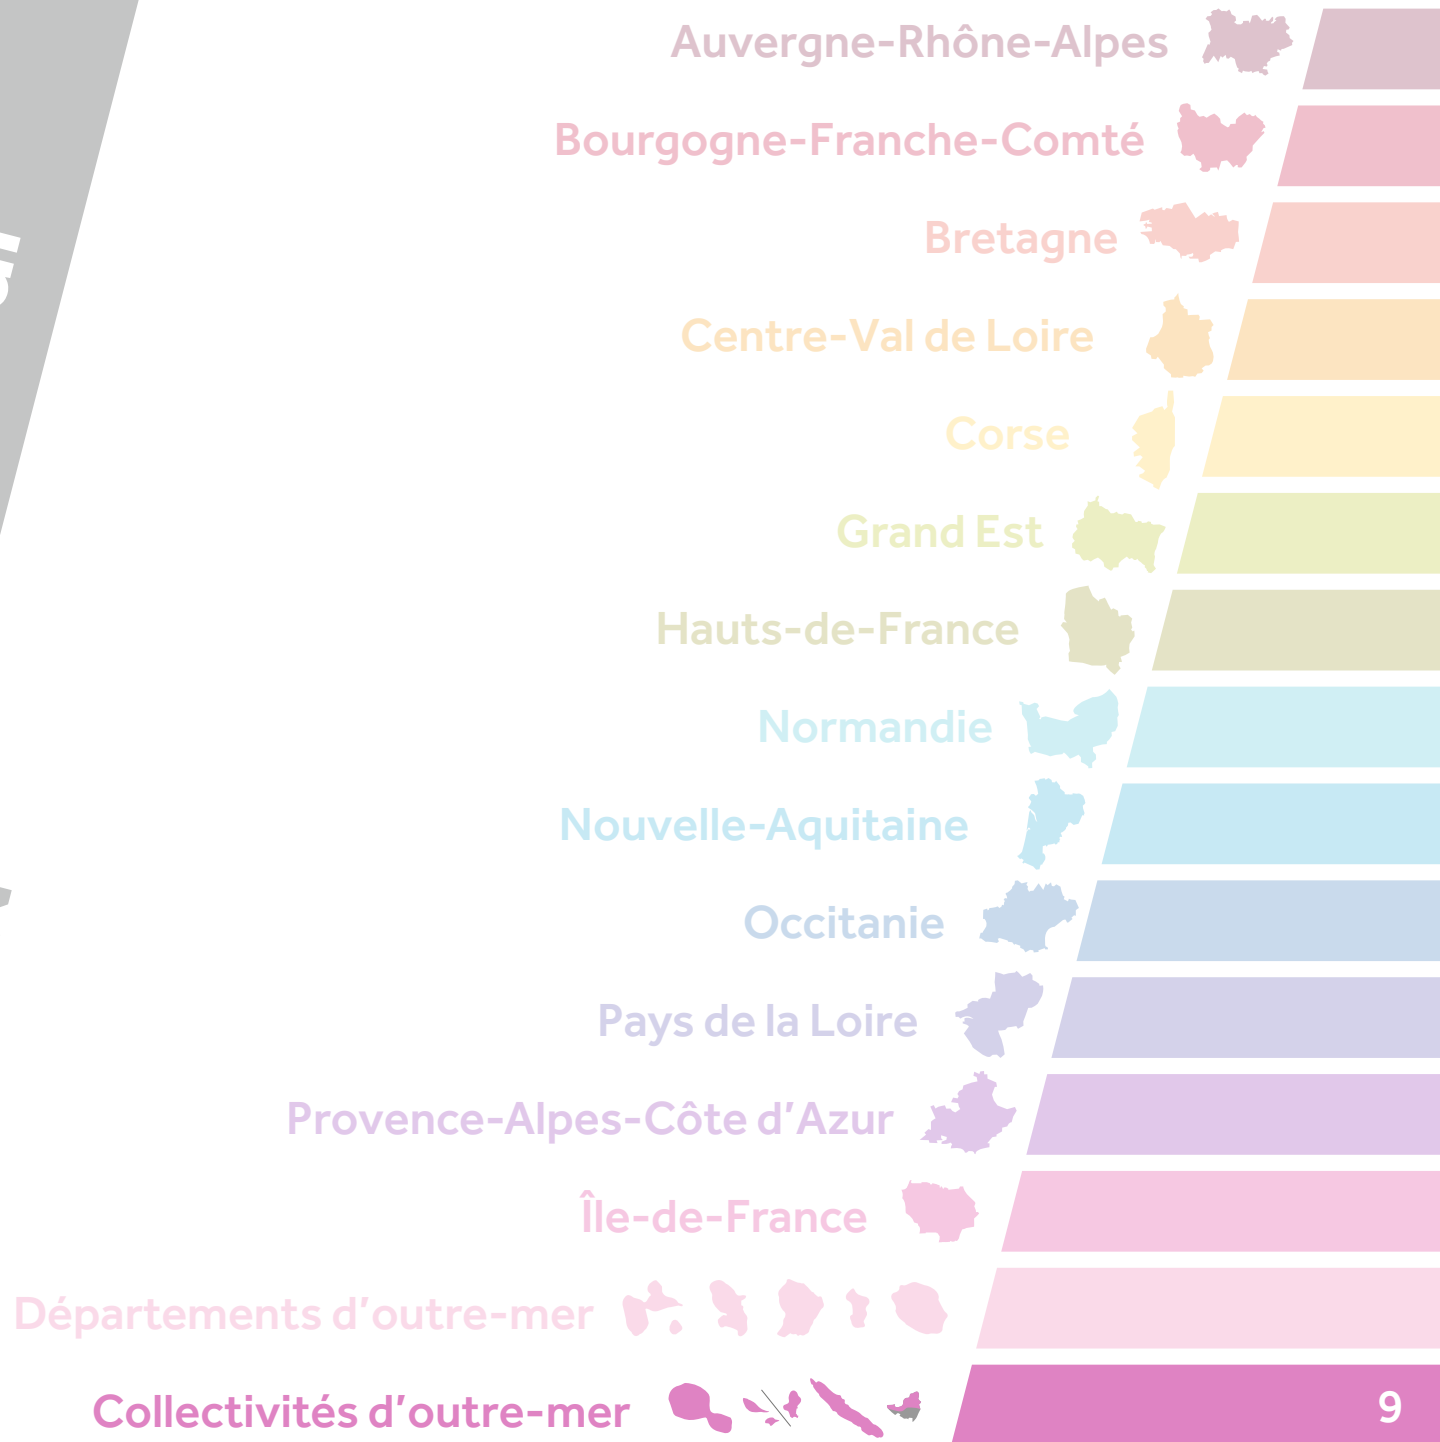 Auvergne-Rhône-Alpes
Bourgogne-Franche-Comté
Bretagne
Centre-Val de Loire
Corse
Grand Est
Hauts-de-France
Normandie
Nouvelle-Aquitaine
Occitanie
Pays de la Loire
Provence-Alpes-Côte d’Azur
Île-de-France
Départements d’outre-mer
Collectivités d’outre-mer
9